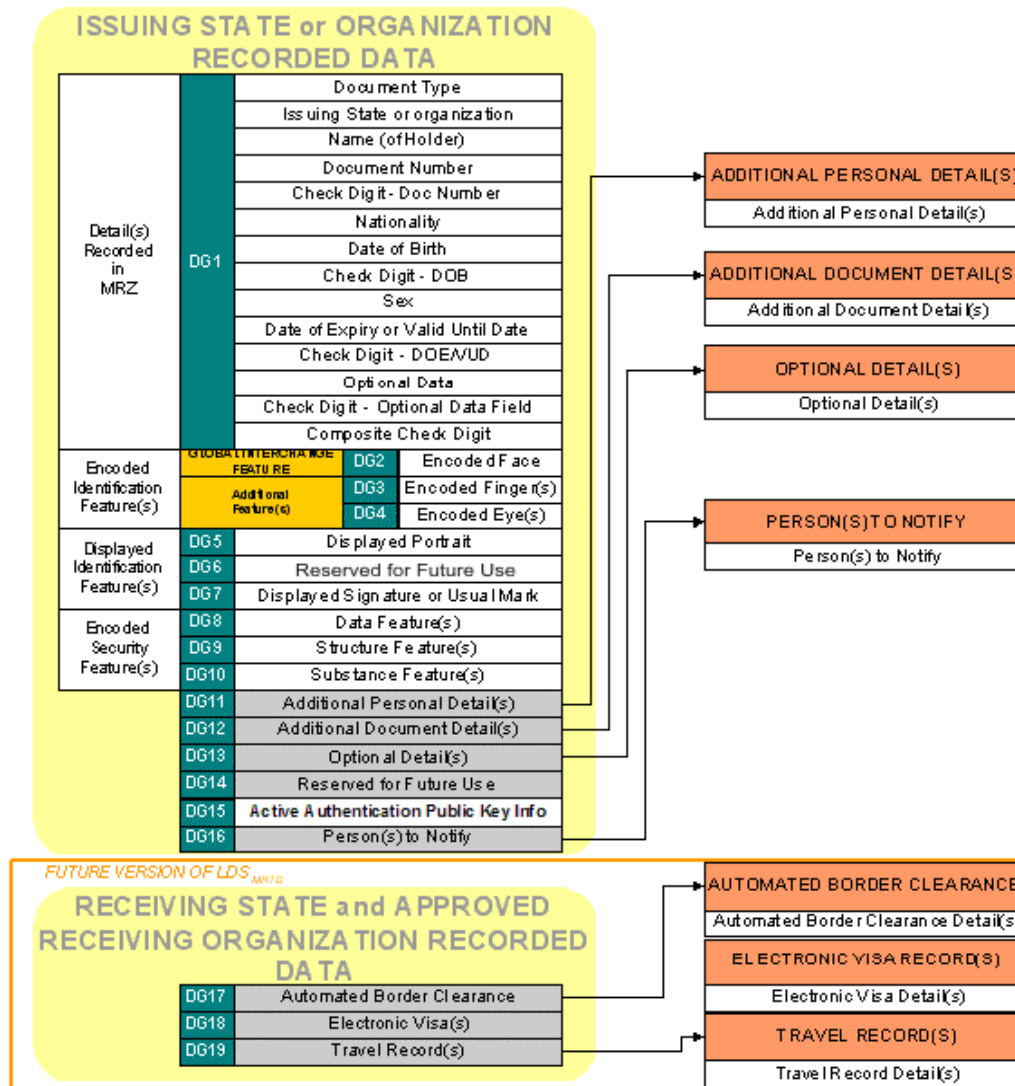 ISSUING STATE or ORGANIZATION
RECORDED DATA
Detail(s)
Recorded
in
MRZ
DG1
Document Type
Issuing State or organization
Name (of Holder)
Document Number
Check Digit - Doc Number
Nationality
Date of Birth
Check Digit - DOB
Sex
Date of Expiry or Valid Until Date
Check Digit - DOE/VUD
Optional Data
Check Digit - Optional Data Field
Composite Check Digit
Encoded
Identification
Feature(s)
GLOBAL INTERCHANGE
FEATURE
DG2 Encoded Face
Additional
Feature(s)
DG3 Encoded Finger(s)
DG4 Encoded Eye(s)
Displayed
Identification
Feature(s)
DG5 Displayed Portrait
DG6 Reserved for Future Use
DG7 Displayed Signature or Usual Mark
Encoded
Security
Feature(s)
DG8 Data Feature(s)
DG9 Structure Feature(s)
DG10 Substance Feature(s)
DG11 Additional Personal Detail(s)
DG12 Additional Document Detail(s)
DG13 Optional Detail(s)
DG14 Reserved for Future Use
DG15 Active Authentication Public Key Info
DG16 Person(s) to Notify
ADDITIONAL PERSONAL DETAIL(S)
Additional Personal Detail(s)
ADDITIONAL DOCUMENT DETAIL(S
Additional Document Detail(s)
OPTIONAL DETAIL(S)
Optional Detail(s)
PERSON(S) TO NOTIFY
Person(s) to Notify
FUTURE VERSION OF LDS
RECEIVING STATE and APPROVED
RECEIVING ORGANIZATION RECORDED
DATA
DG17 Automated Border Clearance
DG18 Electronic Visa(s)
DG19 Travel Record(s)
AUTOMATED BORDER CLEARANCE
Automated Border Clearance Detail(s
ELECTRONIC VISA RECORD(S)
Electronic Visa Detail(s)
TRAVEL RECORD(S)
Travel Record Detail(s)